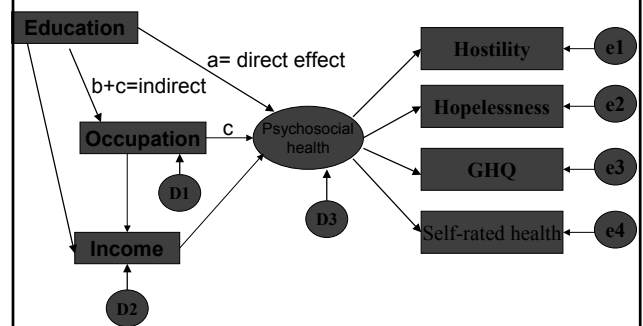 Education
a= direct effect
b+c=indirect
Occupation
c
Psychosocial
health
Income
D1
D2
D3
Hostility
Hopelessness
GHQ
Self-rated health
e1
e2
e3
e4